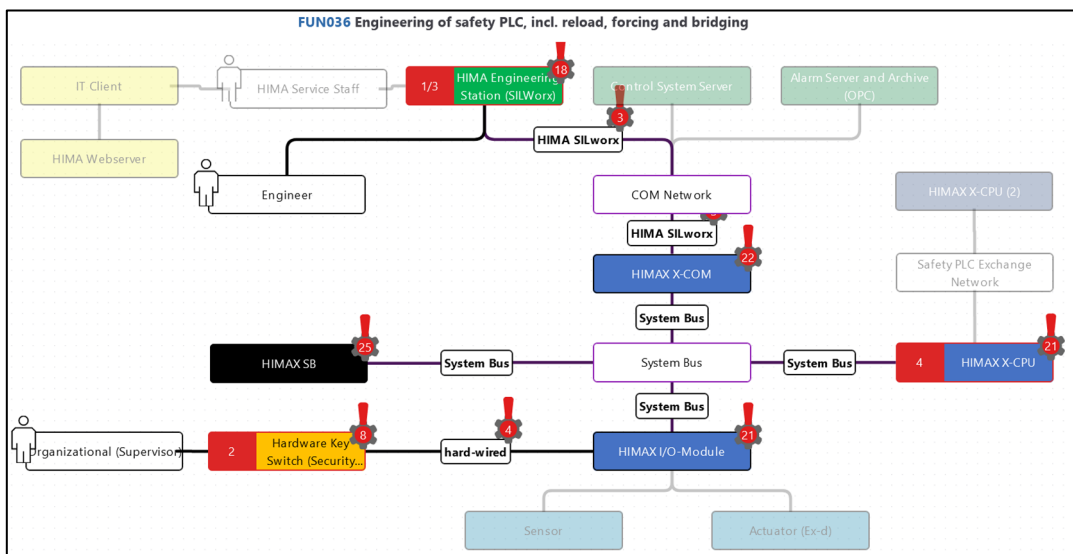 FUN036 Engineering of safety PLC, incl. reload, forcing and bridging
18
IT Client
HIMA Service Staff
1/3
HIMA Engineering
Station (SILWorx)
Control System Server
Alarm Server and Archive
(OPC)
3
HIMA SILworx
HIMA Webserver
Engineer
COM Network
HIMAX X-CPU (2)
HIMA SILworx
22
HIMAX X-COM
Safety PLC Exchange
Network
System Bus
25
21
HIMAX SB
System Bus
System Bus
System Bus
4
HIMAX X-CPU
System Bus
8
4
21
Organizational (Supervisor)
2
Hardware Key
Switch (Security...
hard-wired
HIMAX I/O-Module
Sensor
Actuator (Ex-d)